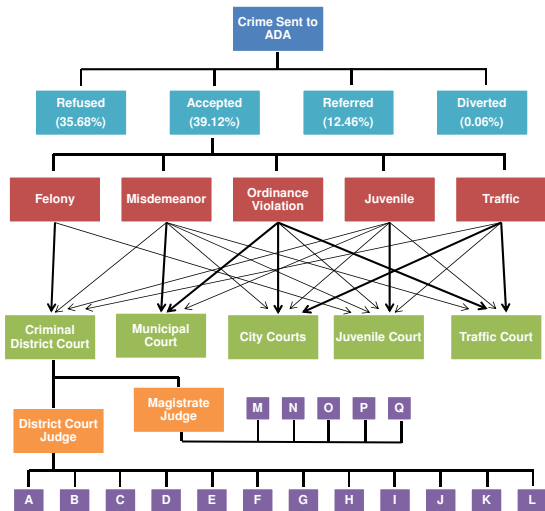 Crime Sent to
ADA
Refused
(35.68%)
Accepted
(39.12%)
Referred
(12.46%)
Diverted
(0.06%)
Felony
Misdemeanor
Ordinance
Violation
Juvenile
Traffic
Criminal
District Court
Municipal
Court
City Courts
Juvenile Court
Traffic Court
Magistrate
Judge
M
N
O
P
Q
District Court
Judge
A
B
C
D
E
F
G
H
I
J
K
L